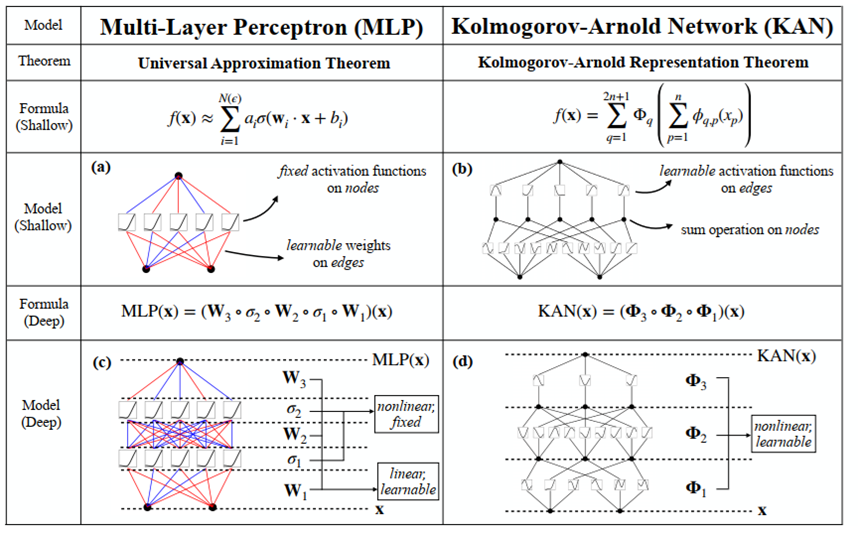 Model
Multi-Layer Perceptron (MLP)
Kolmogorov-Arnold Network (KAN)
Theorem
Universal Approximation Theorem
Kolmogorov-Arnold Representation Theorem
Formula
(Shallow)
f(x) ≈ ∑_{i=1}^{N(ϵ)} a_i σ(w_i · x + b_i)
f(x) = ∑_{q=1}^{2n+1} Φ_q ( ∑_{p=1}^{n} ϕ_{q,p}(x_p) )
Model
(Shallow)
(a)
fixed activation functions
on nodes
learnable weights
on edges
(b)
learnable activation functions
on edges
sum operation on nodes
Formula
(Deep)
MLP(x) = (W_3 ∘ σ_2 ∘ W_2 ∘ σ_1 ∘ W_1)(x)
KAN(x) = (Φ_3 ∘ Φ_2 ∘ Φ_1)(x)
Model
(Deep)
(c)
MLP(x)
W_3
σ_2
nonlinear,
fixed
W_2
σ_1
W_1
linear,
learnable
x
(d)
KAN(x)
Φ_3
Φ_2
nonlinear,
learnable
Φ_1
x